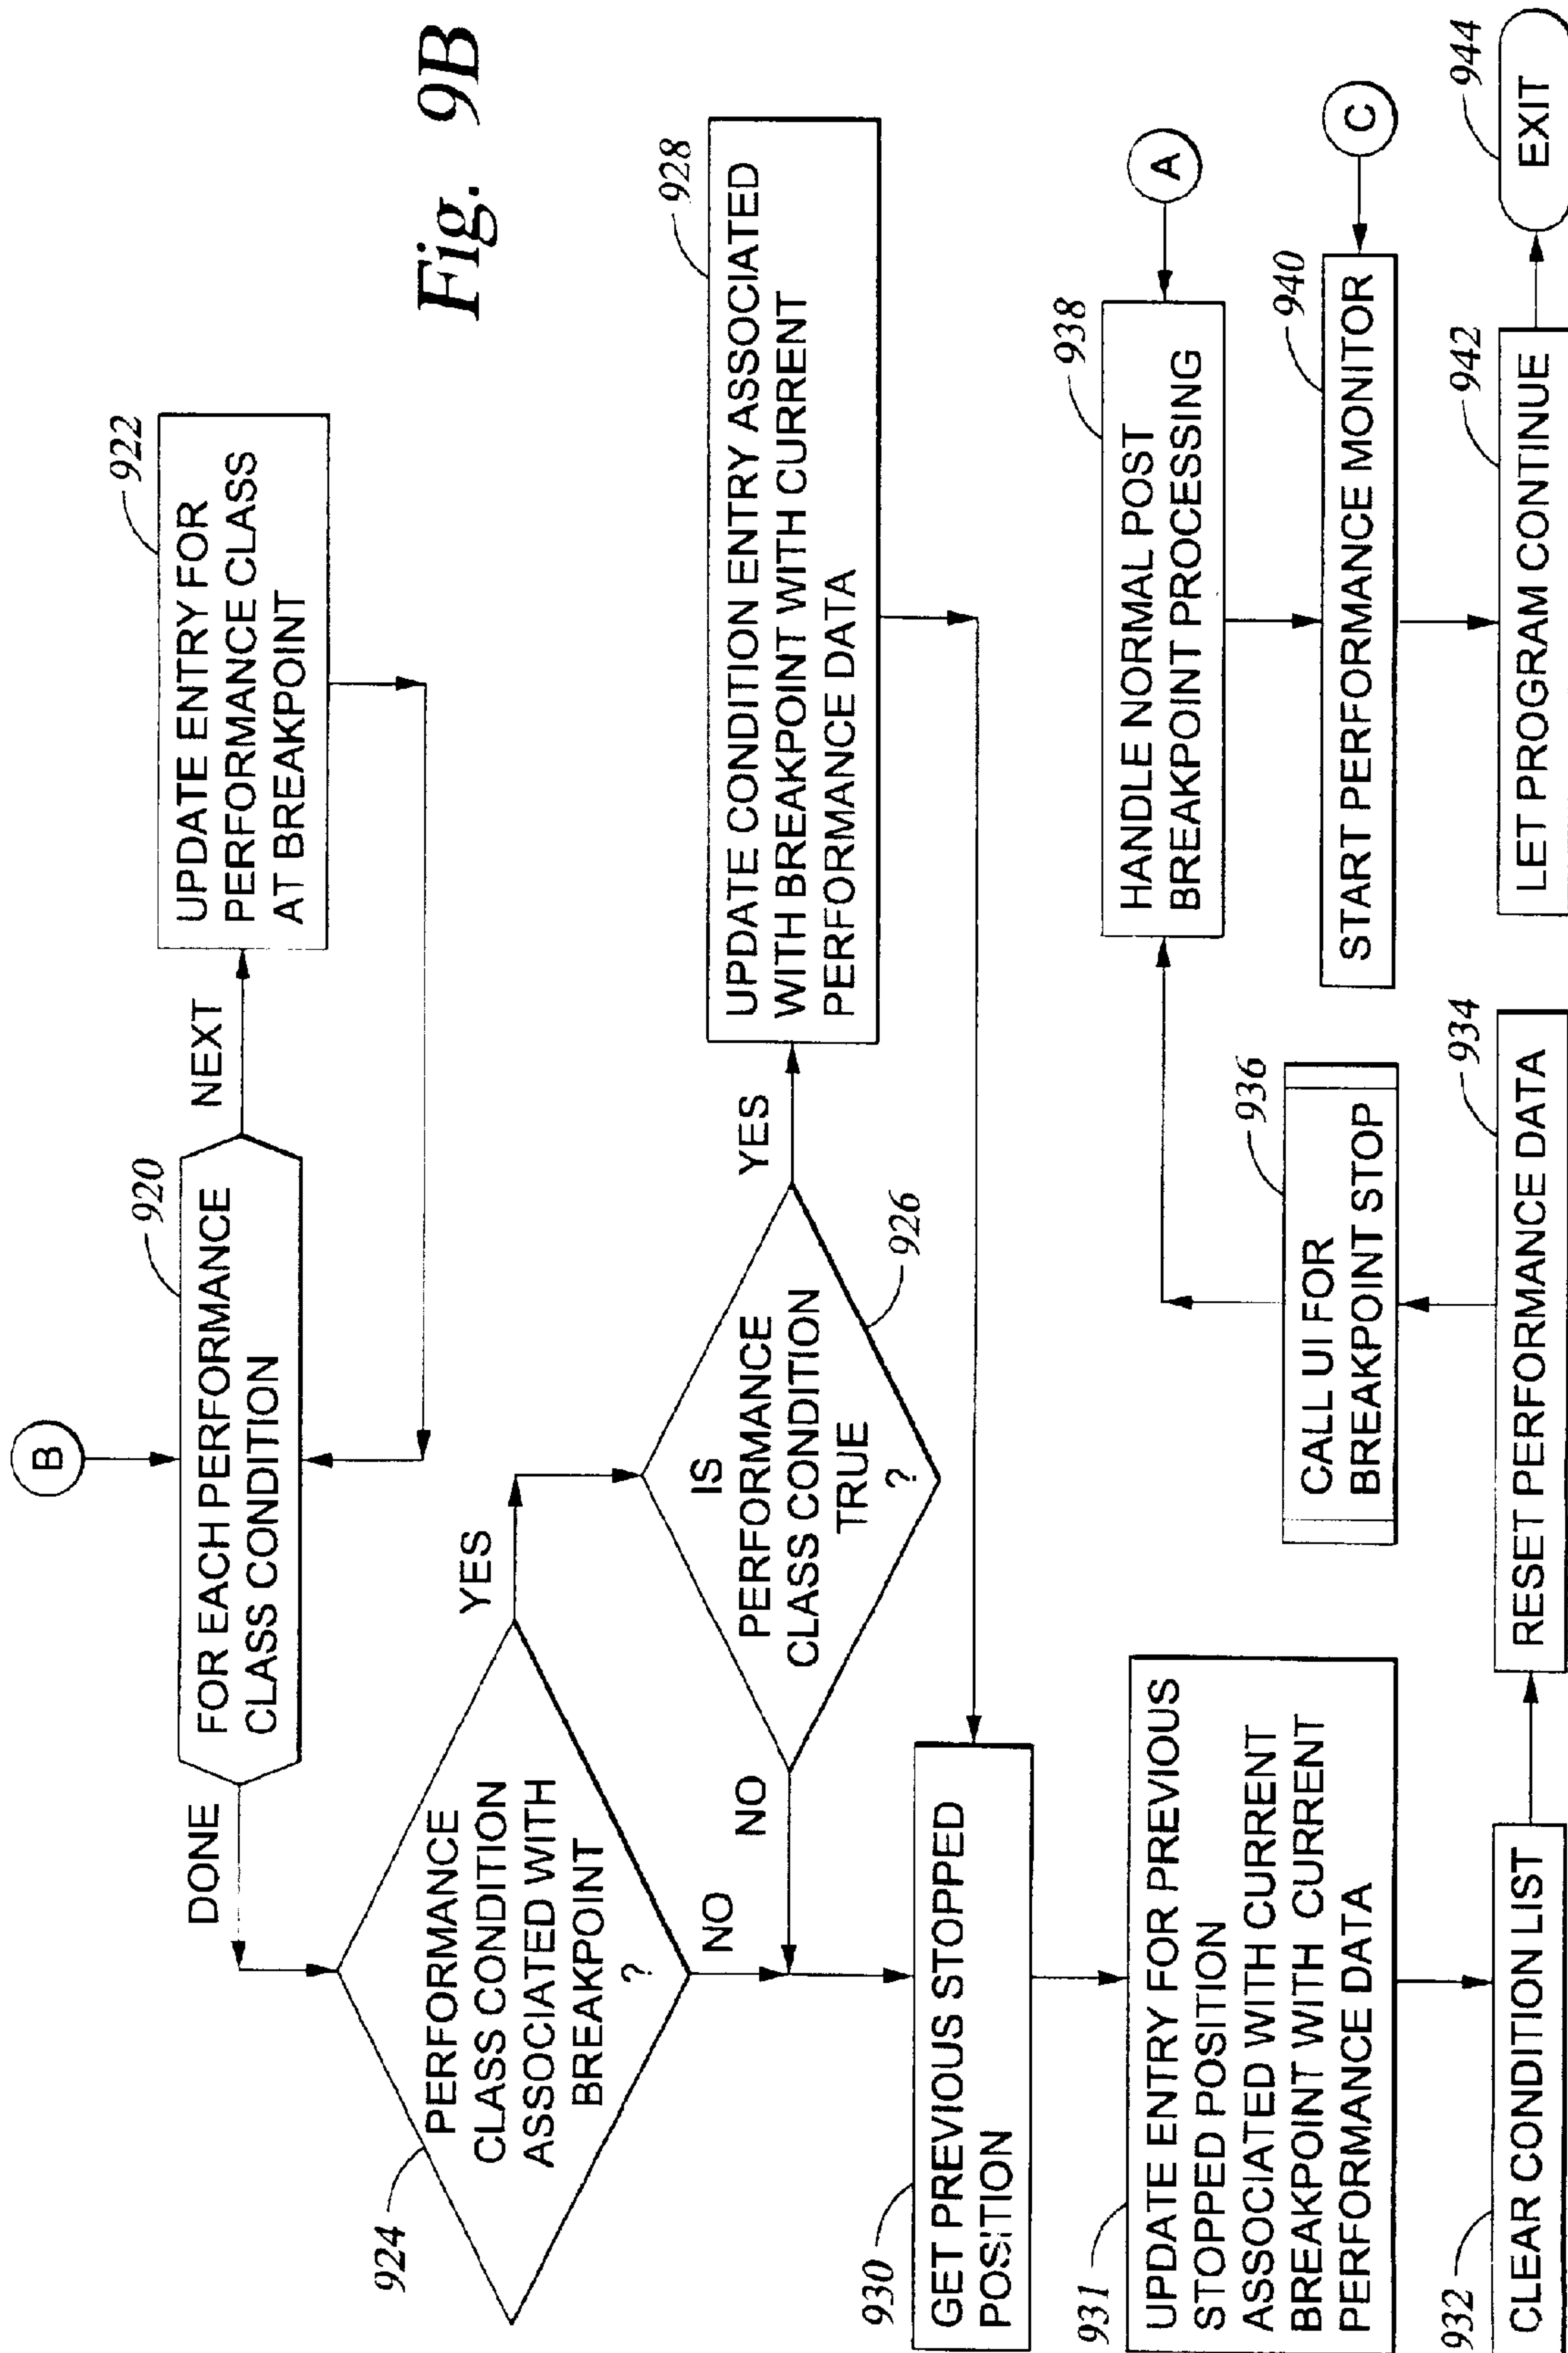 Fig. 9B
B
920
FOR EACH PERFORMANCE
CLASS CONDITION
NEXT
922
UPDATE ENTRY FOR
PERFORMANCE CLASS
AT BREAKPOINT
DONE
924
PERFORMANCE
CLASS CONDITION
ASSOCIATED WITH
BREAKPOINT
?
YES
NO
IS
PERFORMANCE
CLASS CONDITION
TRUE
?
926
YES
NO
928
UPDATE CONDITION ENTRY ASSOCIATED
WITH BREAKPOINT WITH CURRENT
PERFORMANCE DATA
930
GET PREVIOUS STOPPED
POSITION
931
UPDATE ENTRY FOR PREVIOUS
STOPPED POSITION
ASSOCIATED WITH CURRENT
BREAKPOINT WITH CURRENT
PERFORMANCE DATA
932
CLEAR CONDITION LIST
934
RESET PERFORMANCE DATA
936
CALL UI FOR
BREAKPOINT STOP
938
HANDLE NORMAL POST
BREAKPOINT PROCESSING
A
940
START PERFORMANCE MONITOR
C
942
LET PROGRAM CONTINUE
944
EXIT